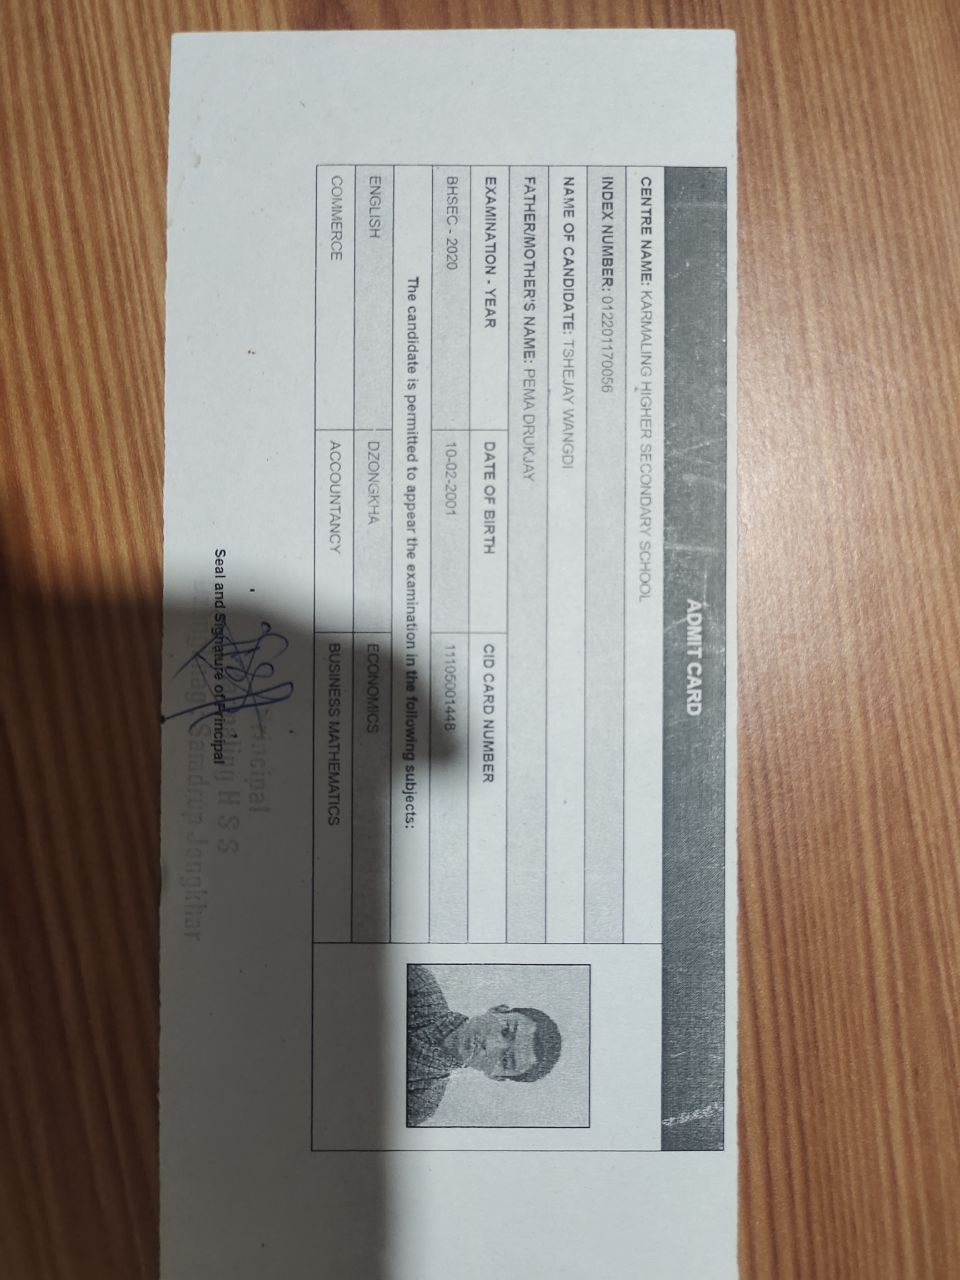 ADMIT CARD
CENTRE NAME: KARMALING HIGHER SECONDARY SCHOOL
INDEX NUMBER: 012201170056
NAME OF CANDIDATE: TSHEJAY WANGDI
FATHER/MOTHER'S NAME: PEMA DRUKJAY
EXAMINATION - YEAR DATE OF BIRTH CID CARD NUMBER
BHSEC - 2020 10-02-2001 11105001448
The candidate is permitted to appear the examination in the following subjects:
ENGLISH DZONGKHA ECONOMICS
COMMERCE ACCOUNTANCY BUSINESS MATHEMATICS
Principal
H S S
Seal and Signature of Principal
Samdrup Jongkhar